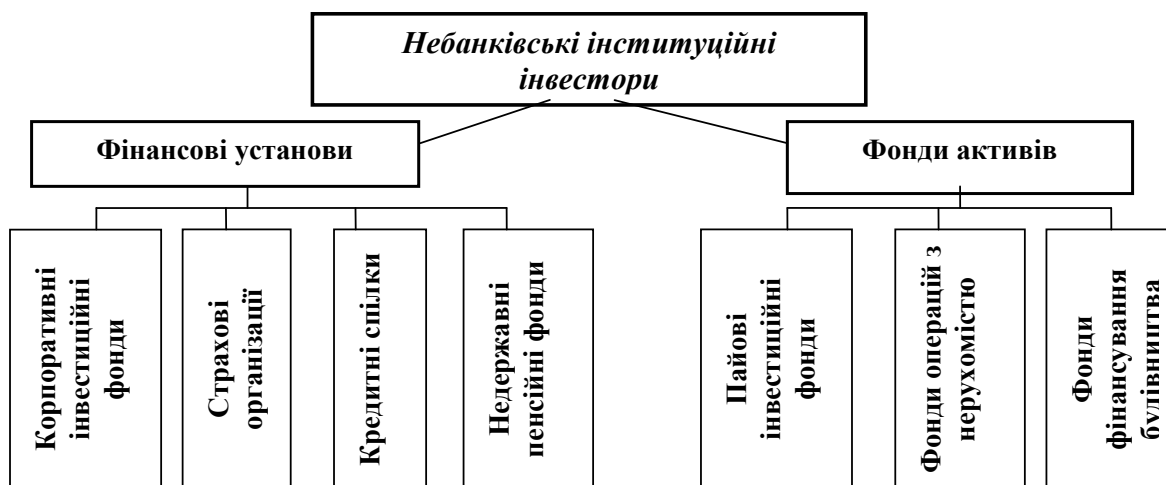 Небанківські інституційні
інвестори
Фінансові установи
Фонди активів
Корпоративні
інвестиційні
фонди
Страхові
організації
Кредитні спілки
Недержавні
пенсійні фонди
Пайові
інвестиційні
фонди
Фонди операцій з
нерухомістю
Фонди
фінансування
будівництва